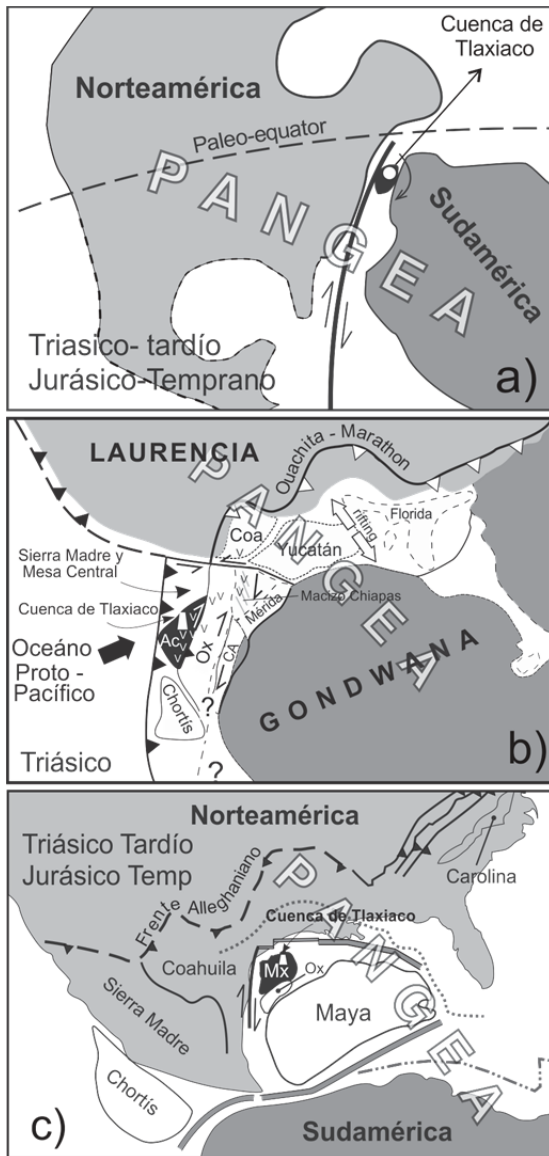 Cuenca de
Tlaxiaco
Norteamérica
Paleo-equator
PANGEA
Sudamérica
Triasico- tardío
Jurásico-Temprano
a)
LAURENCIA
PANGEA
Ouachita - Marathon
Coa
Yucatán
rifting
Florida
Sierra Madre y
Mesa Central
Cuenca de Tlaxiaco
Mérida
Macizo Chiapas
Ac
v
v
v
v
v
v
Ox
CA
Océano
Proto -
Pacífico
Chortís
?
?
GONDWANA
Triásico
b)
Norteamérica
Triásico Tardío
Jurásico Temp
PANGEA
Carolina
Frente Alleghaniano
Cuenca de Tlaxiaco
Coahuila
Mx
Ox
Maya
Sierra Madre
Chortís
c)
Sudamérica